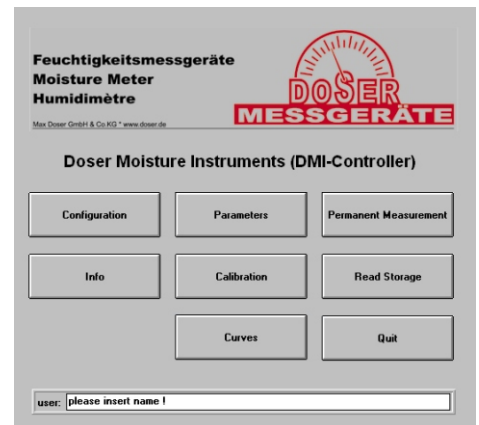 Feuchtigkeitsmessgeräte
Moisture Meter
Humidimètre
Max Doser GmbH & Co.KG * www.doser.de
DOSER
MESSGERÄTE
Doser Moisture Instruments (DMI-Controller)
Configuration
Parameters
Permanent Measurement
Info
Calibration
Read Storage
Curves
Quit
user: please insert name !